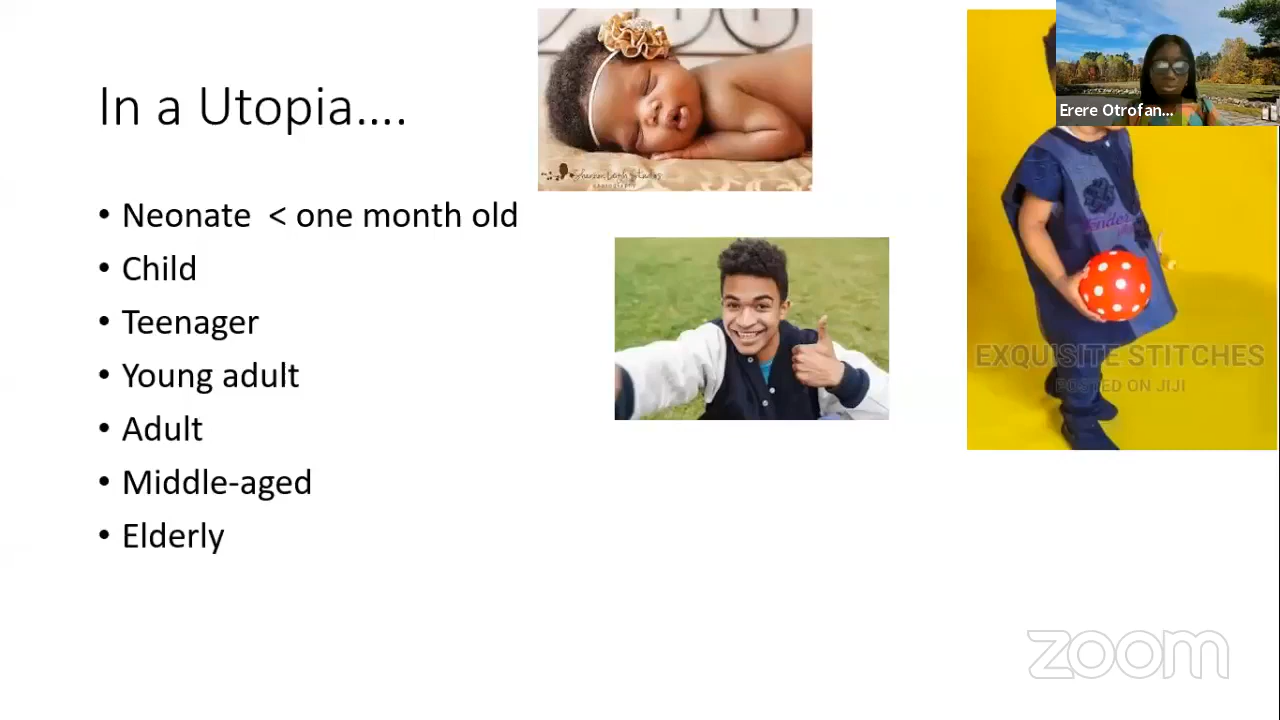 In a Utopia....
• Neonate < one month old
• Child
• Teenager
• Young adult
• Adult
• Middle-aged
• Elderly
Erere Otrofan...
EXQUISITE STITCHES
POSTED ON JIJI
zoom